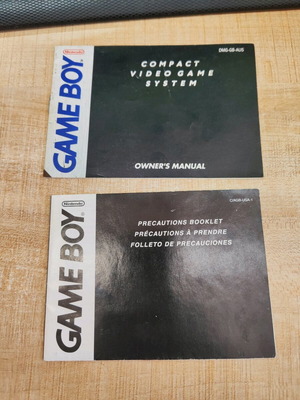 Nintendo
GAME BOY
DMG-GB-AUS
COMPACT
VIDEO GAME
SYSTEM
OWNER'S MANUAL
Nintendo
GAME BOY
PRECAUTIONS BOOKLET
PRÉCAUTIONS À PRENDRE
FOLLETO DE PRECAUCIONES